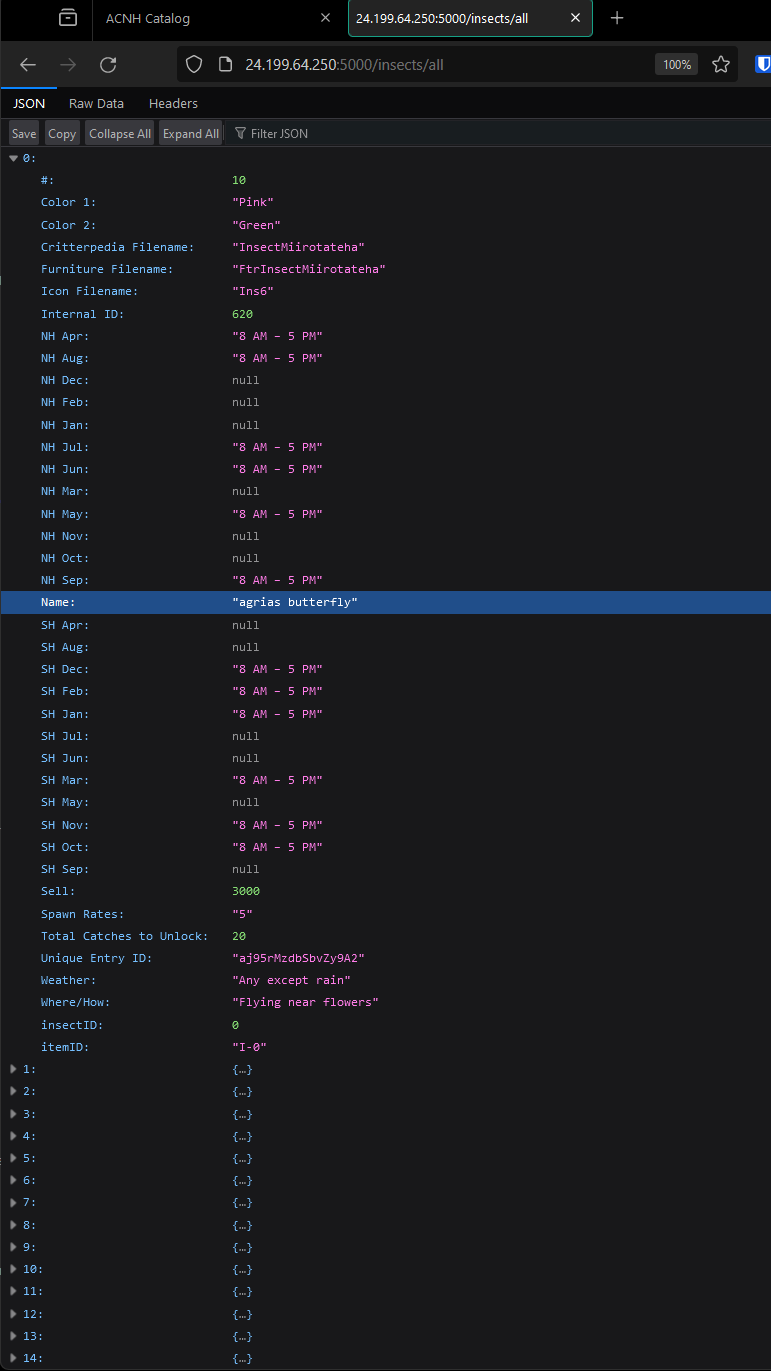 ACNH Catalog
24.199.64.250:5000/insects/all
24.199.64.250:5000/insects/all 100%
JSON Raw Data Headers
Save Copy Collapse All Expand All Filter JSON
0:
#: 10
Color 1: "Pink"
Color 2: "Green"
Critterpedia Filename: "InsectMiirotateha"
Furniture Filename: "FtrInsectMiirotateha"
Icon Filename: "Ins6"
Internal ID: 620
NH Apr: "8 AM – 5 PM"
NH Aug: "8 AM – 5 PM"
NH Dec: null
NH Feb: null
NH Jan: null
NH Jul: "8 AM – 5 PM"
NH Jun: "8 AM – 5 PM"
NH Mar: null
NH May: "8 AM – 5 PM"
NH Nov: null
NH Oct: null
NH Sep: "8 AM – 5 PM"
Name: "agrias butterfly"
SH Apr: null
SH Aug: null
SH Dec: "8 AM – 5 PM"
SH Feb: "8 AM – 5 PM"
SH Jan: "8 AM – 5 PM"
SH Jul: null
SH Jun: null
SH Mar: "8 AM – 5 PM"
SH May: null
SH Nov: "8 AM – 5 PM"
SH Oct: "8 AM – 5 PM"
SH Sep: null
Sell: 3000
Spawn Rates: "5"
Total Catches to Unlock: 20
Unique Entry ID: "aj95rMzdbSbvZy9A2"
Weather: "Any except rain"
Where/How: "Flying near flowers"
insectID: 0
itemID: "I-0"
1: {…}
2: {…}
3: {…}
4: {…}
5: {…}
6: {…}
7: {…}
8: {…}
9: {…}
10: {…}
11: {…}
12: {…}
13: {…}
14: {…}